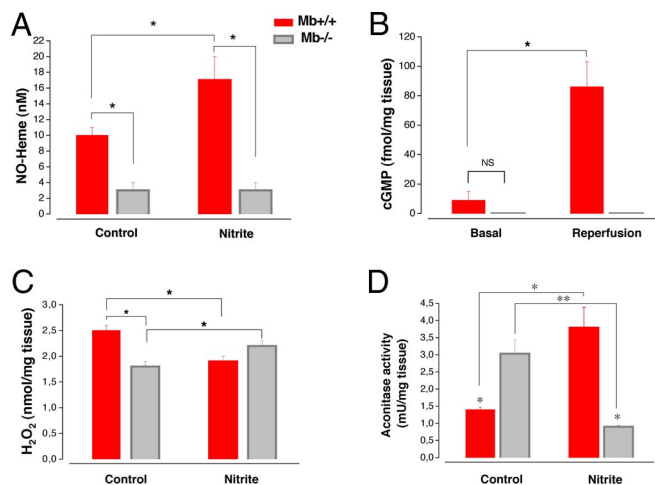 A
Mb+/+
Mb-/-
NO-Heme (nM)
22
20
18
16
14
12
10
8
6
4
2
0
*
*
*
Control
Nitrite
B
cGMP (fmol/mg tissue)
120
100
80
60
40
20
0
*
NS
Basal
Reperfusion
C
H₂O₂ (nmol/mg tissue)
3,0
2,5
2,0
1,5
1,0
0,5
0,0
*
*
*
Control
Nitrite
D
Aconitase activity
(mU/mg tissue)
4,5
4,0
3,5
3,0
2,5
2,0
1,5
1,0
0,5
0,0
*
**
*
*
Control
Nitrite